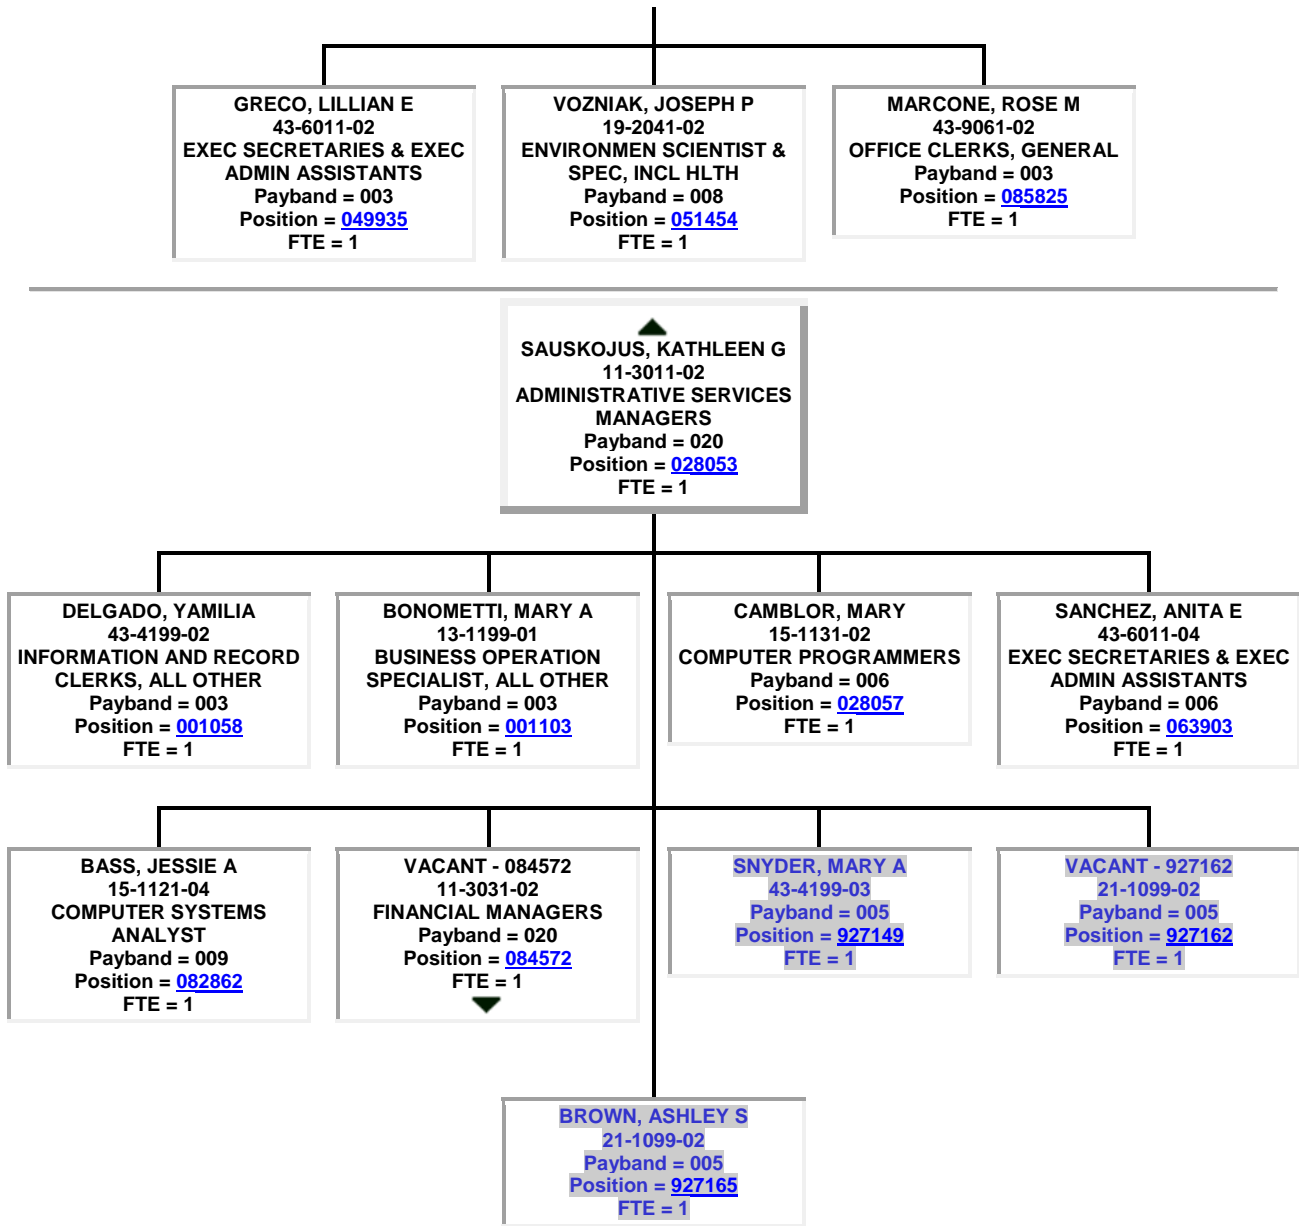 GRECO, LILLIAN E
43-6011-02
EXEC SECRETARIES & EXEC
ADMIN ASSISTANTS
Payband = 003
Position = 049935
FTE = 1
VOZNIAK, JOSEPH P
19-2041-02
ENVIRONMEN SCIENTIST &
SPEC, INCL HLTH
Payband = 008
Position = 051454
FTE = 1
MARCONE, ROSE M
43-9061-02
OFFICE CLERKS, GENERAL
Payband = 003
Position = 085825
FTE = 1
SAUSKOJUS, KATHLEEN G
11-3011-02
ADMINISTRATIVE SERVICES
MANAGERS
Payband = 020
Position = 028053
FTE = 1
DELGADO, YAMILIA
43-4199-02
INFORMATION AND RECORD
CLERKS, ALL OTHER
Payband = 003
Position = 001058
FTE = 1
BONOMETTI, MARY A
13-1199-01
BUSINESS OPERATION
SPECIALIST, ALL OTHER
Payband = 003
Position = 001103
FTE = 1
CAMBLOR, MARY
15-1131-02
COMPUTER PROGRAMMERS
Payband = 006
Position = 028057
FTE = 1
SANCHEZ, ANITA E
43-6011-04
EXEC SECRETARIES & EXEC
ADMIN ASSISTANTS
Payband = 006
Position = 063903
FTE = 1
BASS, JESSIE A
15-1121-04
COMPUTER SYSTEMS
ANALYST
Payband = 009
Position = 082862
FTE = 1
VACANT - 084572
11-3031-02
FINANCIAL MANAGERS
Payband = 020
Position = 084572
FTE = 1
SNYDER, MARY A
43-4199-03
Payband = 005
Position = 927149
FTE = 1
VACANT - 927162
21-1099-02
Payband = 005
Position = 927162
FTE = 1
BROWN, ASHLEY S
21-1099-02
Payband = 005
Position = 927165
FTE = 1